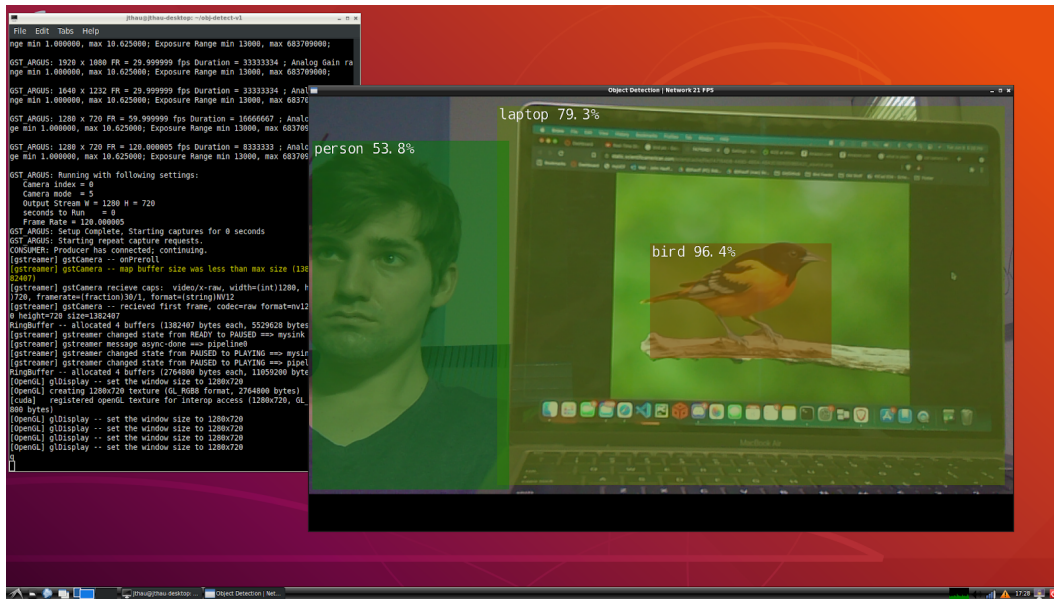 jthau@jthau-desktop: ~/obj-detect-v1
File Edit Tabs Help
nge min 1.000000, max 10.625000; Exposure Range min 13000, max 683709000;
GST_ARGUS: 1920 x 1080 FR = 29.999999 fps Duration = 33333334 ; Analog Gain ra
nge min 1.000000, max 10.625000; Exposure Range min 13000, max 683709000;
GST_ARGUS: 1640 x 1232 FR = 29.999999 fps Duration = 33333334 ; Anal
nge min 1.000000, max 10.625000; Exposure Range min 13000, max 6837
GST_ARGUS: 1280 x 720 FR = 59.999999 fps Duration = 16666667 ; Analo
ge min 1.000000, max 10.625000; Exposure Range min 13000, max 683709
GST_ARGUS: 1280 x 720 FR = 120.000005 fps Duration = 8333333 ; Analo
ge min 1.000000, max 10.625000; Exposure Range min 13000, max 683709
GST_ARGUS: Running with following settings:
Camera index = 0
Camera mode = 5
Output Stream W = 1280 H = 720
seconds to Run = 0
Frame Rate = 120.000005
GST_ARGUS: Setup Complete, Starting captures for 0 seconds
GST_ARGUS: Starting repeat capture requests.
CONSUMER: Producer has connected; continuing.
[gstreamer] gstCamera -- onPreroll
[gstreamer] gstCamera -- map buffer size was less than max size (138
82407)
[gstreamer] gstCamera recieve caps: video/x-raw, width=(int)1280, h
)720, framerate=(fraction)30/1, format=(string)NV12
[gstreamer] gstCamera -- recieved first frame, codec=raw format=nv12
0 height=720 size=1382407
RingBuffer -- allocated 4 buffers (1382407 bytes each, 5529628 bytes
[gstreamer] gstreamer changed state from READY to PAUSED ==> mysink
[gstreamer] gstreamer message async-done ==> pipeline0
[gstreamer] gstreamer changed state from PAUSED to PLAYING ==> mysin
[gstreamer] gstreamer changed state from PAUSED to PLAYING ==> pipel
RingBuffer -- allocated 4 buffers (2764800 bytes each, 11059200 byte
[OpenGL] glDisplay -- set the window size to 1280x720
[OpenGL] creating 1280x720 texture (GL_RGB8 format, 2764800 bytes)
[cuda] registered openGL texture for interop access (1280x720, GL_
800 bytes)
[OpenGL] glDisplay -- set the window size to 1280x720
[OpenGL] glDisplay -- set the window size to 1280x720
[OpenGL] glDisplay -- set the window size to 1280x720
q
Object Detection | Network 21 FPS
laptop 79.3%
person 53.8%
bird 96.4%
MacBook Air
jthau@jthau-desktop: ...
Object Detection | Net...
17:28